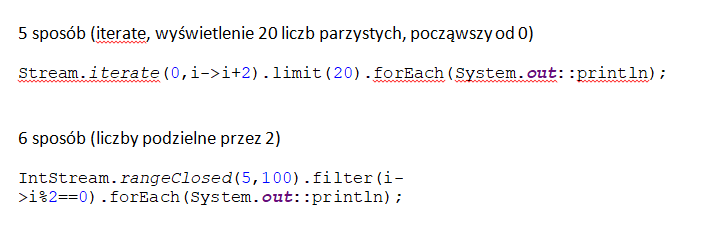 5 sposób (iterate, wyświetlenie 20 liczb parzystych, począwszy od 0)
Stream.iterate(0,i->i+2).limit(20).forEach(System.out::println);
6 sposób (liczby podzielne przez 2)
IntStream.rangeClosed(5,100).filter(i-
>i%2==0).forEach(System.out::println);